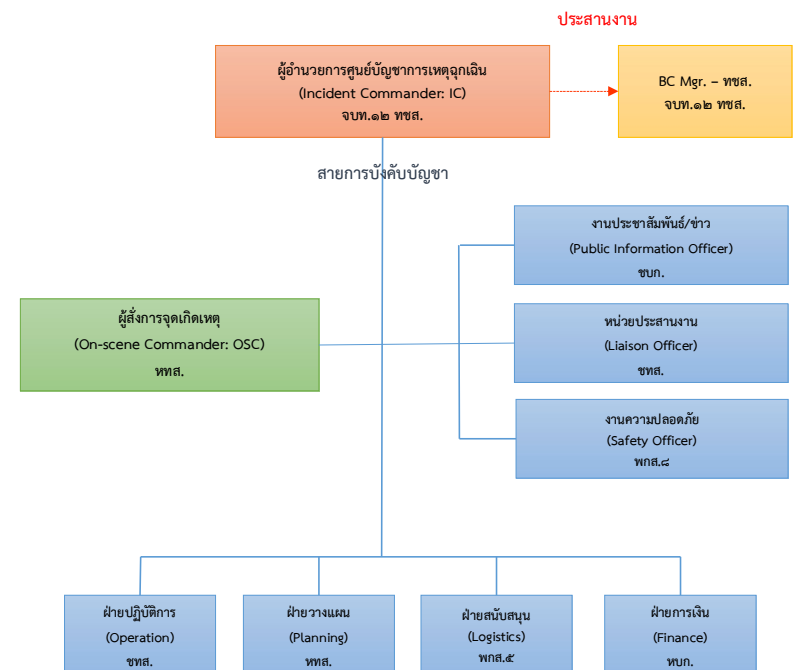 ประสานงาน
ผู้อำนวยการศูนย์บัญชาการเหตุฉุกเฉิน
(Incident Commander: IC)
จบท.๑๒ ทซส.
BC Mgr. – ทซส.
จบท.๑๒ ทซส.
สายการบังคับบัญชา
งานประชาสัมพันธ์/ข่าว
(Public Information Officer)
ชบก.
ผู้สั่งการจุดเกิดเหตุ
(On-scene Commander: OSC)
หทส.
หน่วยประสานงาน
(Liaison Officer)
ชทส.
งานความปลอดภัย
(Safety Officer)
พกส.๘
ฝ่ายปฏิบัติการ
(Operation)
ชทส.
ฝ่ายวางแผน
(Planning)
หทส.
ฝ่ายสนับสนุน
(Logistics)
พกส.๕
ฝ่ายการเงิน
(Finance)
หบก.